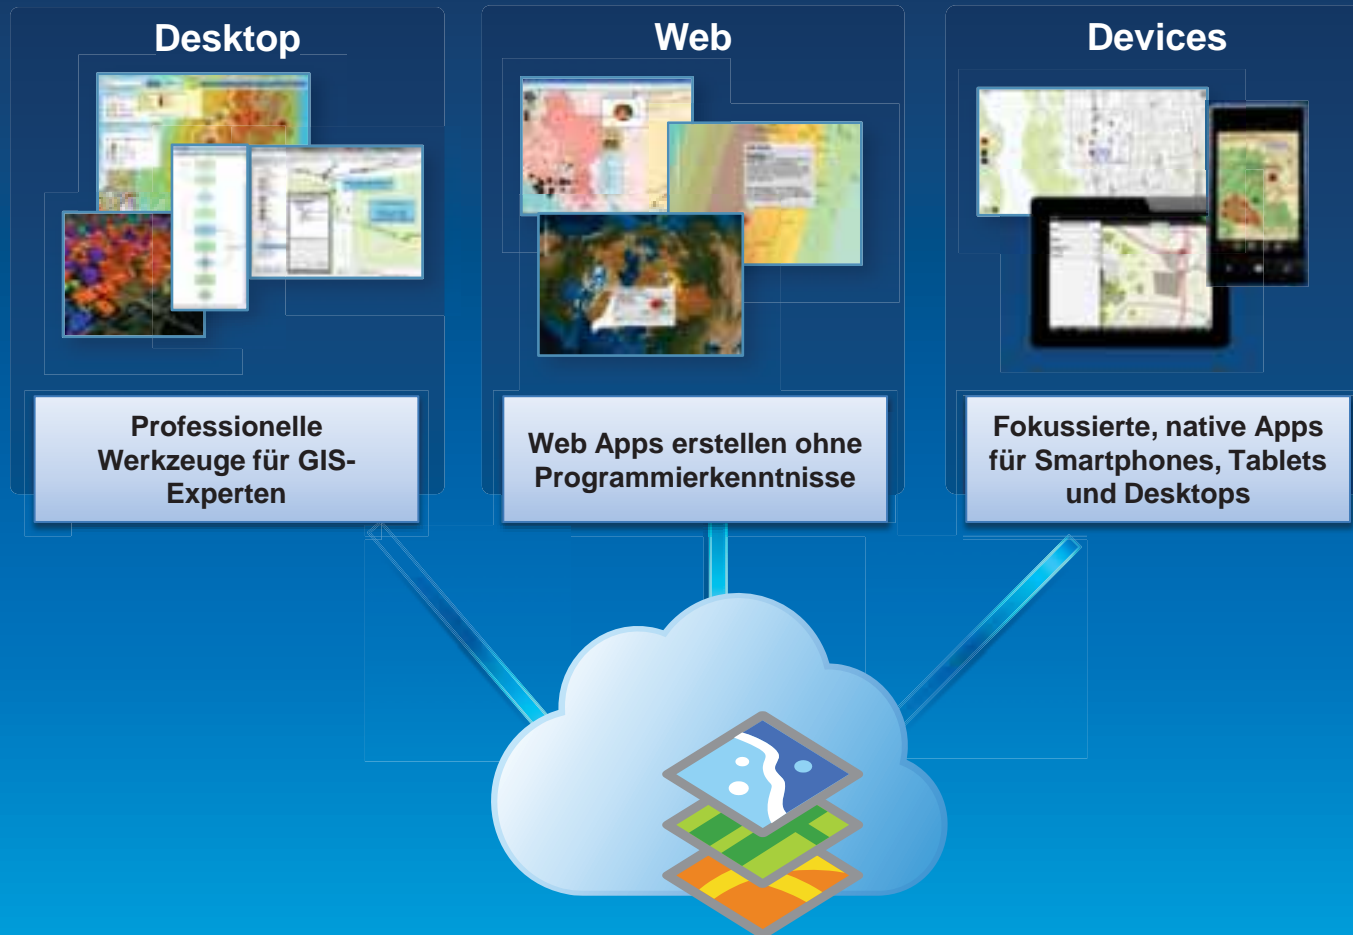 Desktop
Web
Devices
Professionelle
Werkzeuge für GIS-
Experten
Web Apps erstellen ohne
Programmierkenntnisse
Fokussierte, native Apps
für Smartphones, Tablets
und Desktops